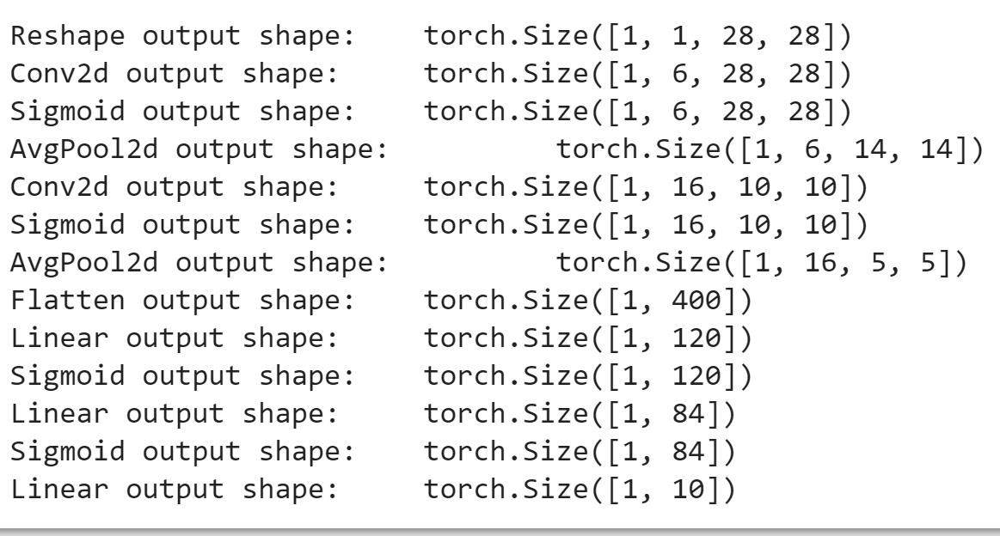 Reshape output shape:    torch.Size([1, 1, 28, 28])
Conv2d output shape:     torch.Size([1, 6, 28, 28])
Sigmoid output shape:    torch.Size([1, 6, 28, 28])
AvgPool2d output shape:          torch.Size([1, 6, 14, 14])
Conv2d output shape:     torch.Size([1, 16, 10, 10])
Sigmoid output shape:    torch.Size([1, 16, 10, 10])
AvgPool2d output shape:          torch.Size([1, 16, 5, 5])
Flatten output shape:    torch.Size([1, 400])
Linear output shape:     torch.Size([1, 120])
Sigmoid output shape:    torch.Size([1, 120])
Linear output shape:     torch.Size([1, 84])
Sigmoid output shape:    torch.Size([1, 84])
Linear output shape:     torch.Size([1, 10])